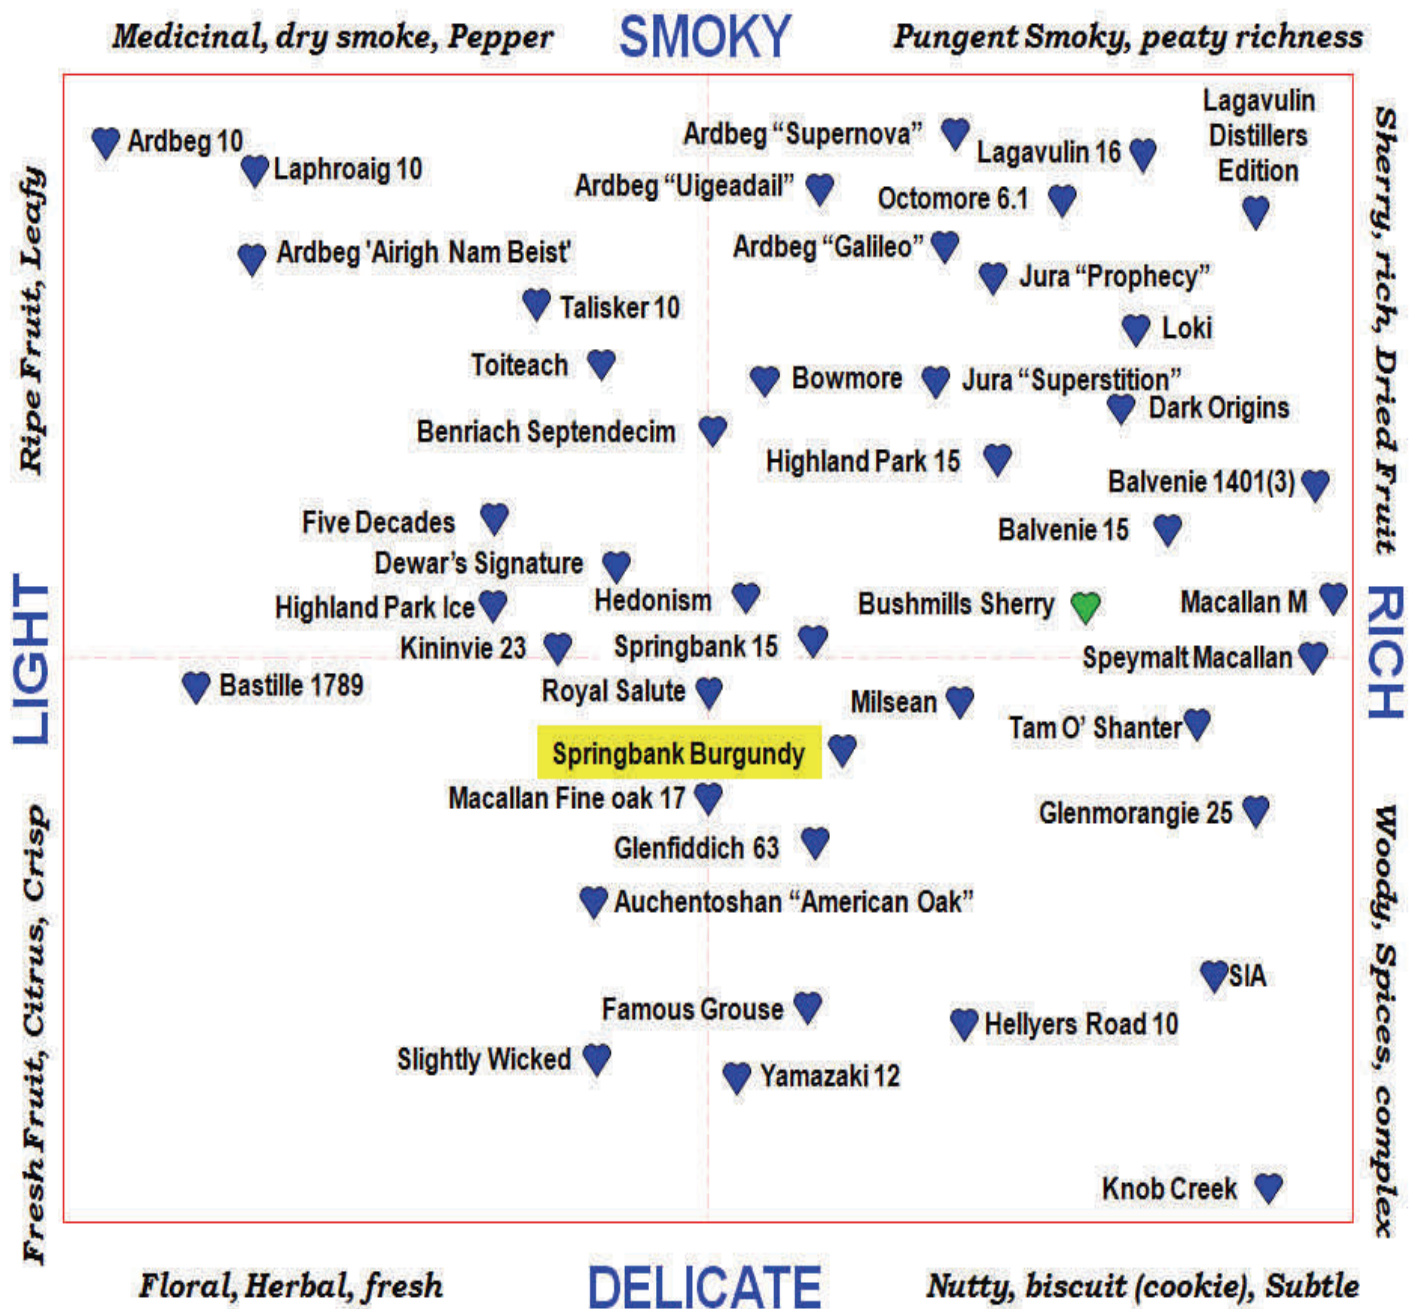 Medicinal, dry smoke, Pepper
SMOKY
Pungent Smoky, peaty richness
Lagavulin
Distillers
Edition
Ardbeg 10
Laphroaig 10
Ardbeg “Supernova”
Lagavulin 16
Ardbeg “Uigeadail”
Octomore 6.1
Ardbeg 'Airigh Nam Beist'
Ardbeg “Galileo”
Jura “Prophecy”
Talisker 10
Loki
Toiteach
Bowmore
Jura “Superstition”
Dark Origins
Benriach Septendecim
Highland Park 15
Balvenie 1401(3)
Five Decades
Balvenie 15
Dewar’s Signature
Highland Park Ice
Hedonism
Bushmills Sherry
Macallan M
Kininvie 23
Springbank 15
Speymalt Macallan
Bastille 1789
Royal Salute
Milsean
Tam O’ Shanter
Springbank Burgundy
Macallan Fine oak 17
Glenmorangie 25
Glenfiddich 63
Auchentoshan “American Oak”
SIA
Famous Grouse
Hellyers Road 10
Slightly Wicked
Yamazaki 12
Knob Creek
Ripe Fruit, Leafy
LIGHT
Fresh Fruit, Citrus, Crisp
Sherry, rich, Dried Fruit
RICH
Woody, Spices, complex
Floral, Herbal, fresh
DELICATE
Nutty, biscuit (cookie), Subtle